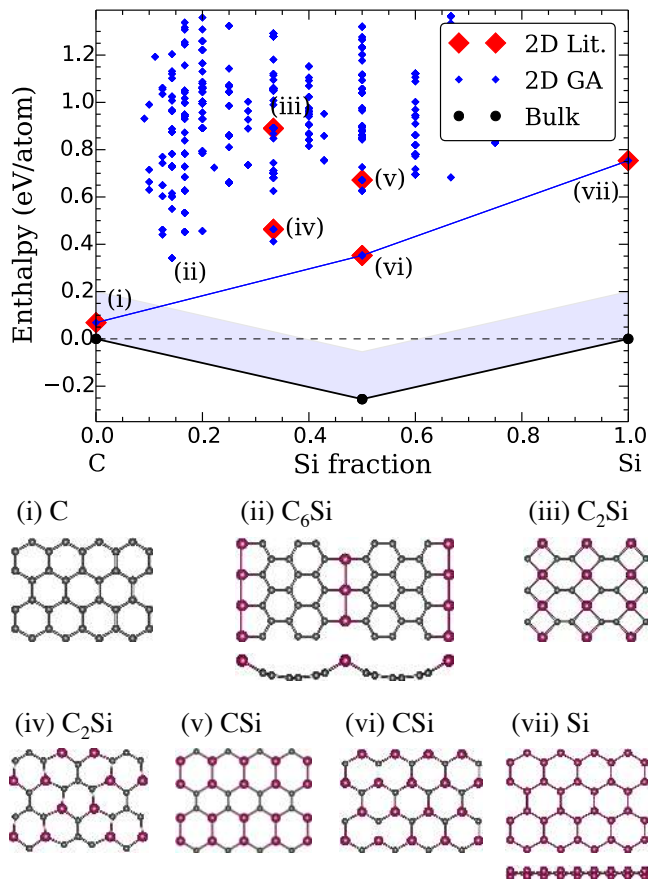 1.2
1.0
0.8
0.6
0.4
0.2
0.0
−0.2
Enthalpy (eV/atom)
2D Lit.
2D GA
Bulk
(i)
(ii)
(iii)
(iv)
(v)
(vi)
(vii)
0.0 0.2 0.4 0.6 0.8 1.0
C Si fraction Si
(i) C (ii) C₆Si (iii) C₂Si
(iv) C₂Si (v) CSi (vi) CSi (vii) Si